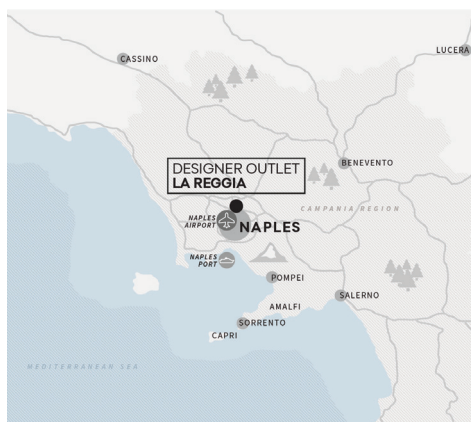 LUCERA
CASSINO
BENEVENTO
DESIGNER OUTLET
LA REGGIA
CAMPANIA REGION
NAPLES
AIRPORT
NAPLES
NAPLES
PORT
POMPEI
SALERNO
AMALFI
SORRENTO
CAPRI
MEDITERRANEAN SEA